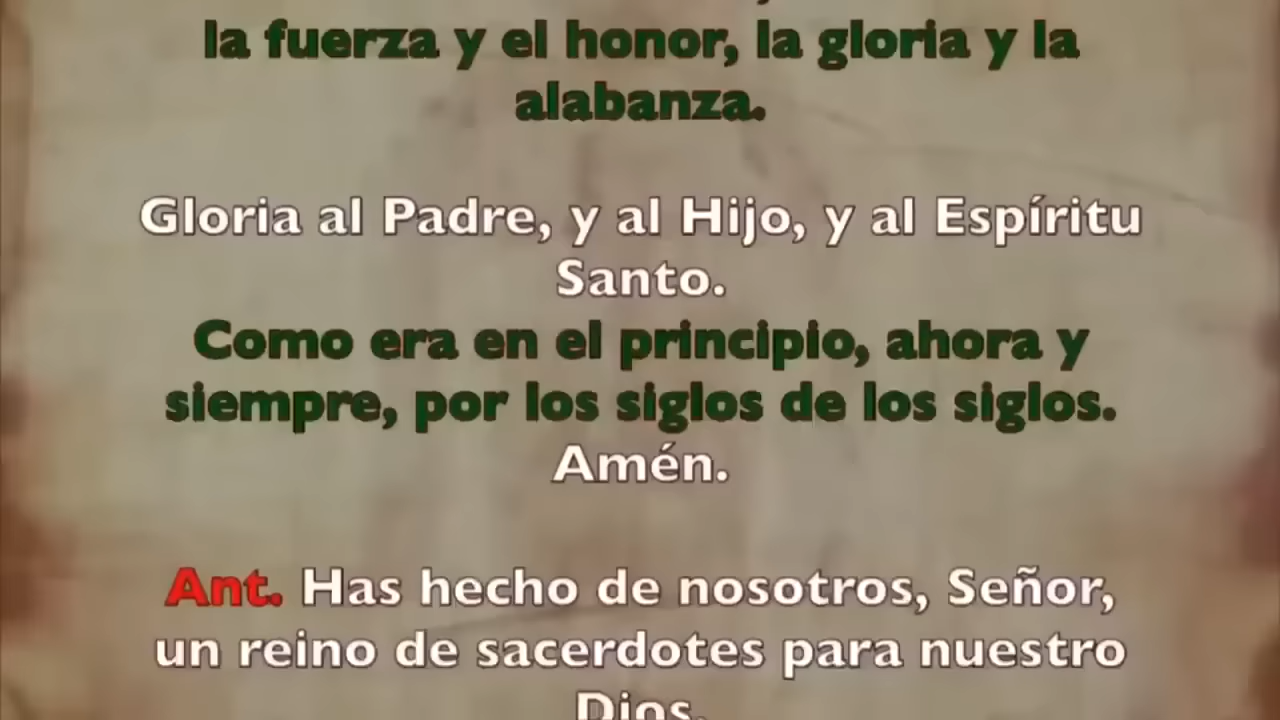 la fuerza y el honor, la gloria y la
alabanza.
Gloria al Padre, y al Hijo, y al Espíritu
Santo.
Como era en el principio, ahora y
siempre, por los siglos de los siglos.
Amén.
Ant. Has hecho de nosotros, Señor,
un reino de sacerdotes para nuestro
Dios.